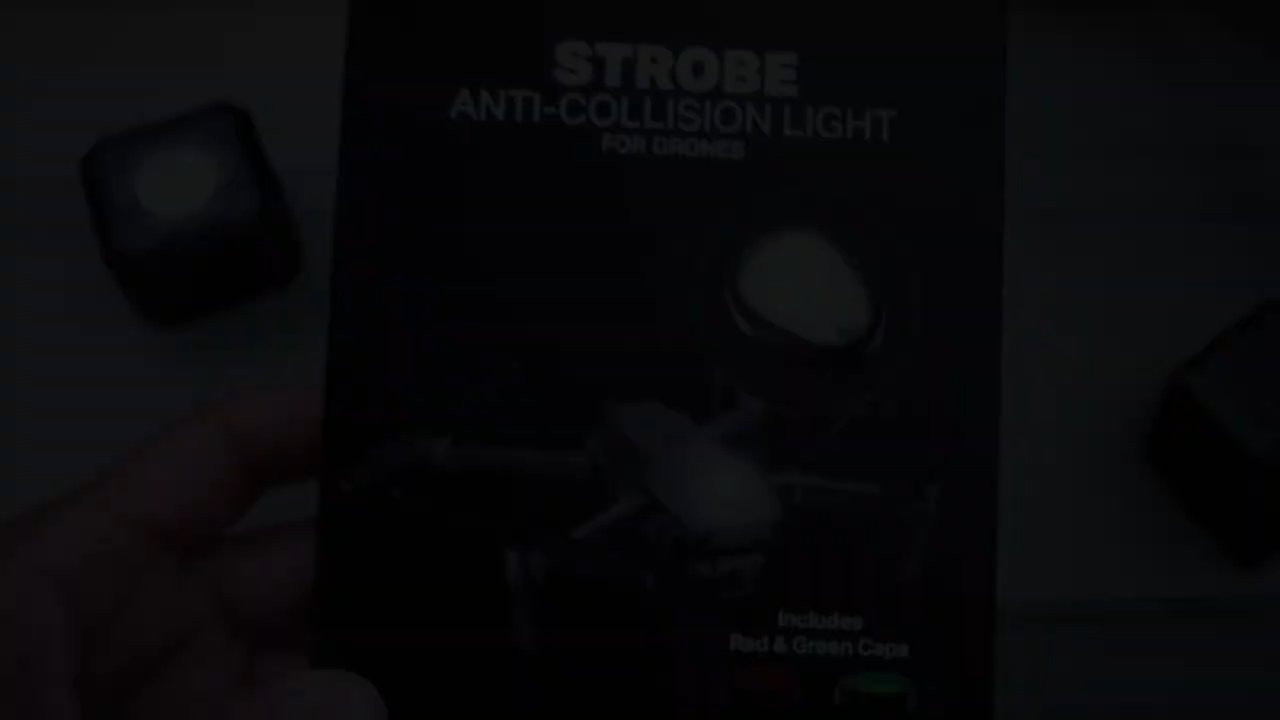 STROBE
ANTI-COLLISION LIGHT
FOR DRONES
Includes
Red & Green Caps